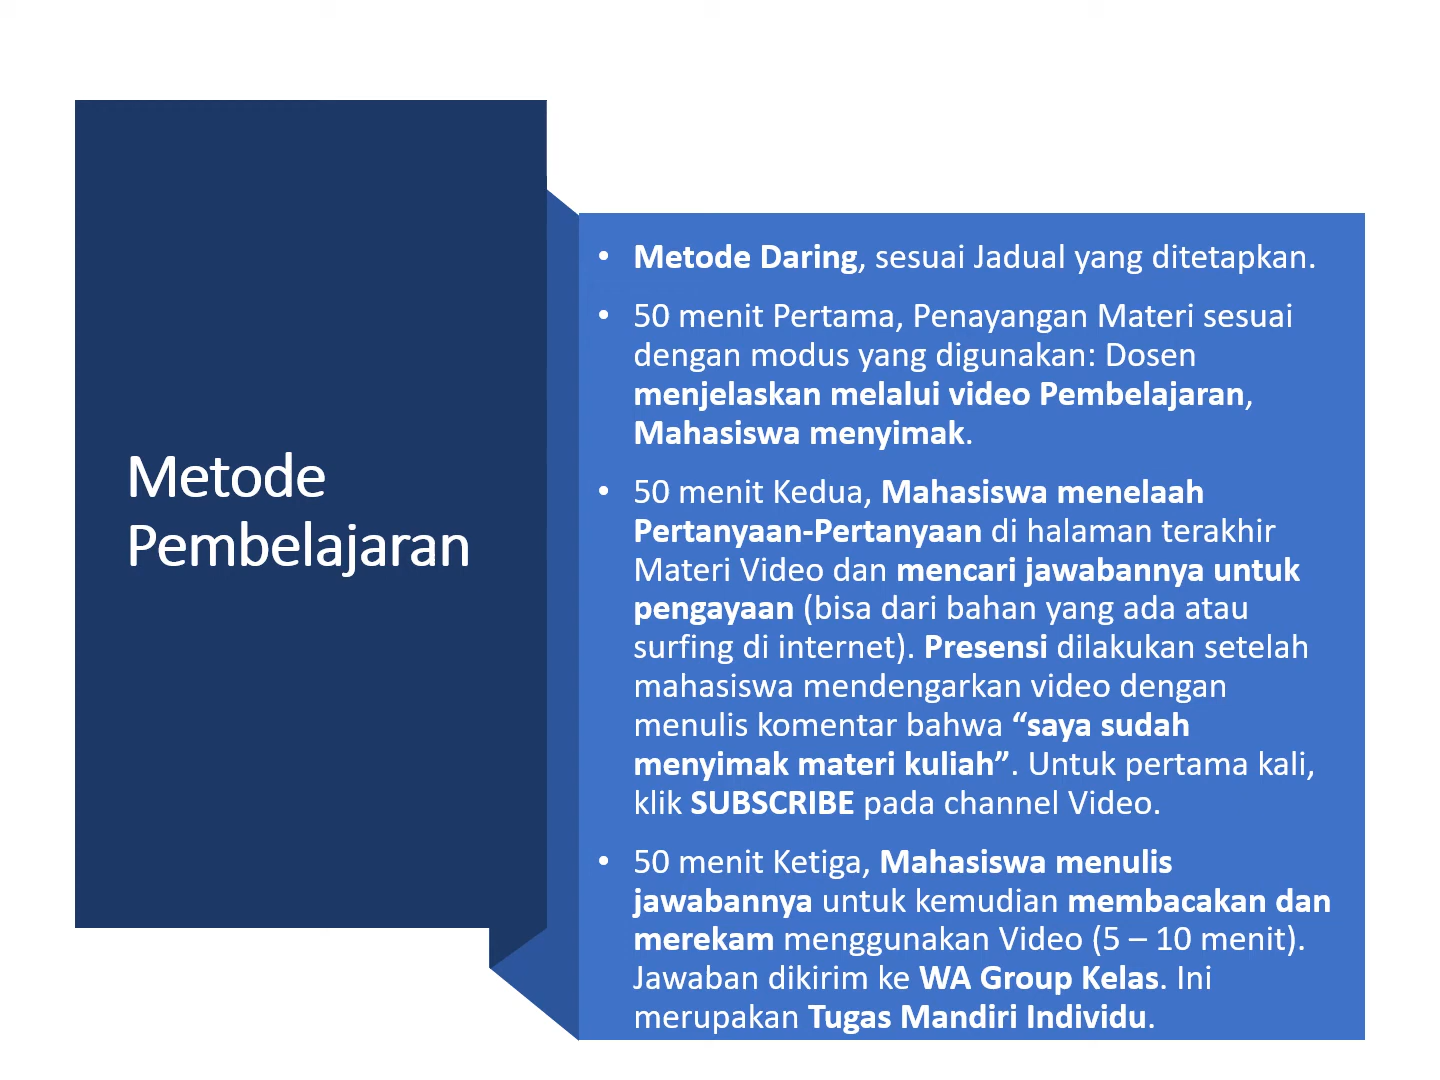 Metode
Pembelajaran
• Metode Daring, sesuai Jadual yang ditetapkan.
• 50 menit Pertama, Penayangan Materi sesuai
dengan modus yang digunakan: Dosen
menjelaskan melalui video Pembelajaran,
Mahasiswa menyimak.
• 50 menit Kedua, Mahasiswa menelaah
Pertanyaan-Pertanyaan di halaman terakhir
Materi Video dan mencari jawabannya untuk
pengayaan (bisa dari bahan yang ada atau
surfing di internet). Presensi dilakukan setelah
mahasiswa mendengarkan video dengan
menulis komentar bahwa “saya sudah
menyimak materi kuliah”. Untuk pertama kali,
klik SUBSCRIBE pada channel Video.
• 50 menit Ketiga, Mahasiswa menulis
jawabannya untuk kemudian membacakan dan
merekam menggunakan Video (5 – 10 menit).
Jawaban dikirim ke WA Group Kelas. Ini
merupakan Tugas Mandiri Individu.